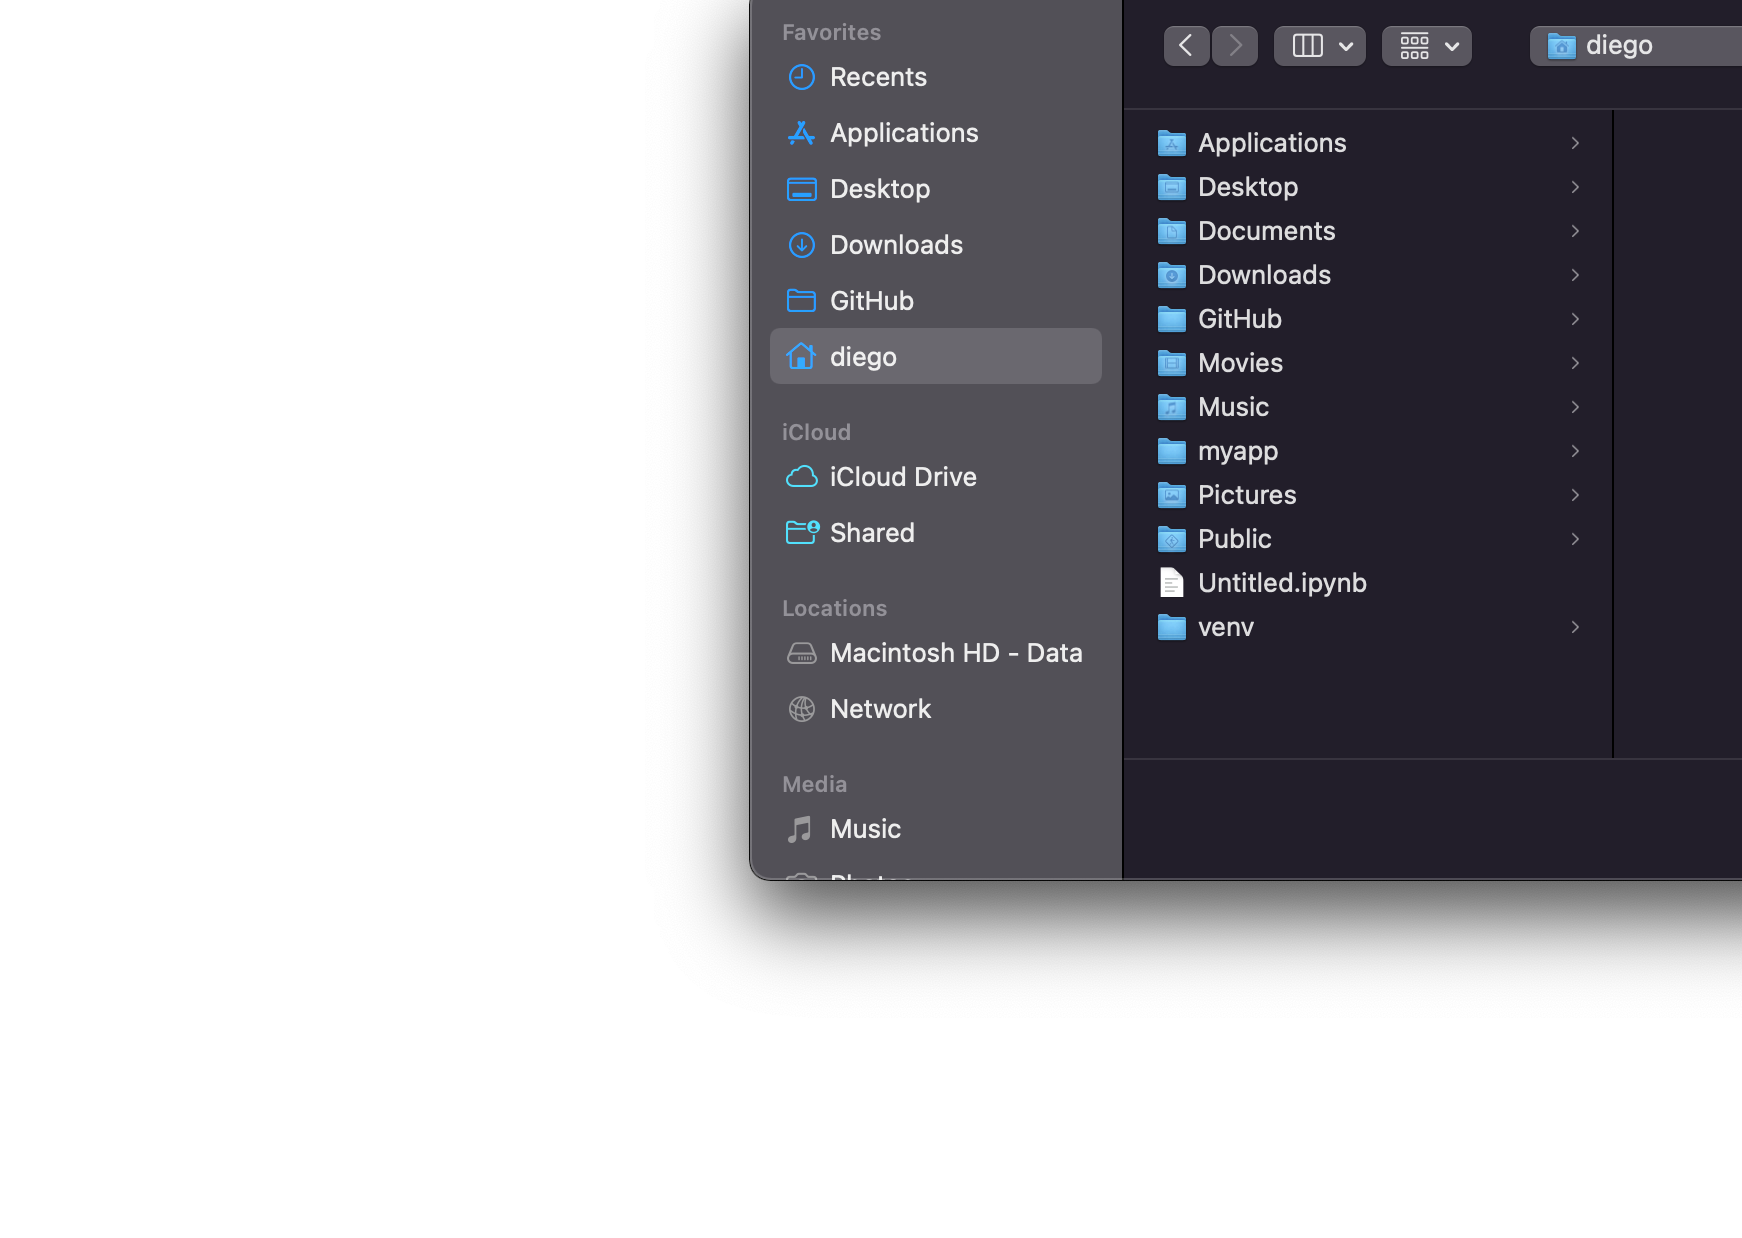 Favorites
Recents
Applications
Desktop
Downloads
GitHub
diego
iCloud
iCloud Drive
Shared
Locations
Macintosh HD - Data
Network
Media
Music
diego
Applications
Desktop
Documents
Downloads
GitHub
Movies
Music
myapp
Pictures
Public
Untitled.ipynb
venv